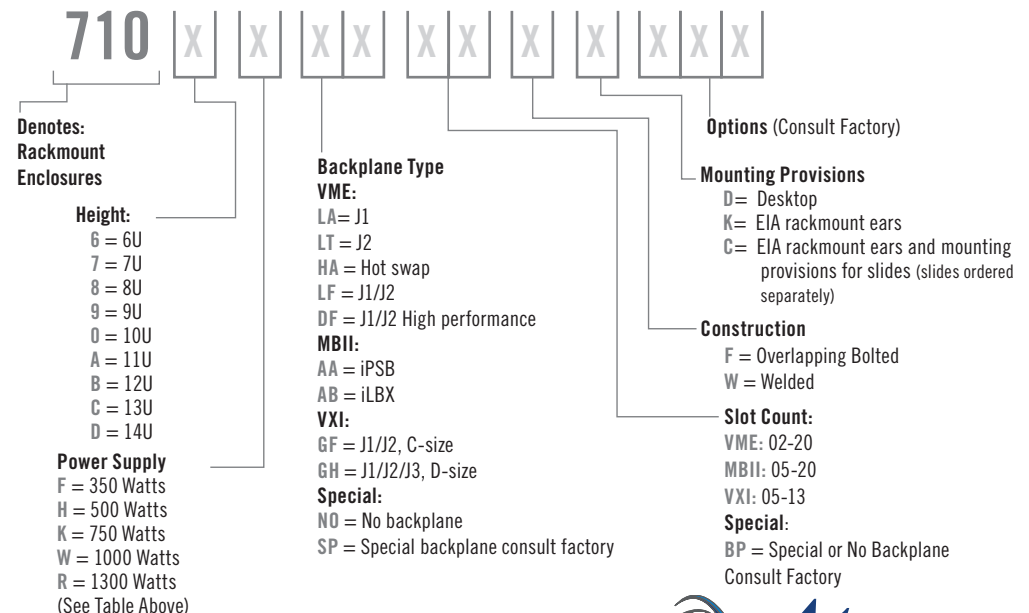 710 X X X X X X X X X X X
Denotes:
Rackmount
Enclosures
Height:
6 = 6U
7 = 7U
8 = 8U
9 = 9U
0 = 10U
A = 11U
B = 12U
C = 13U
D = 14U
Power Supply
F = 350 Watts
H = 500 Watts
K = 750 Watts
W = 1000 Watts
R = 1300 Watts
(See Table Above)
Backplane Type
VME:
LA= J1
LT = J2
HA = Hot swap
LF = J1/J2
DF = J1/J2 High performance
MBII:
AA = iPSB
AB = iLBX
VXI:
GF = J1/J2, C-size
GH = J1/J2/J3, D-size
Special:
NO = No backplane
SP = Special backplane consult factory
Options (Consult Factory)
Mounting Provisions
D= Desktop
K= EIA rackmount ears
C= EIA rackmount ears and mounting
provisions for slides (slides ordered
separately)
Construction
F = Overlapping Bolted
W = Welded
Slot Count:
VME: 02-20
MBII: 05-20
VXI: 05-13
Special:
BP = Special or No Backplane
Consult Factory